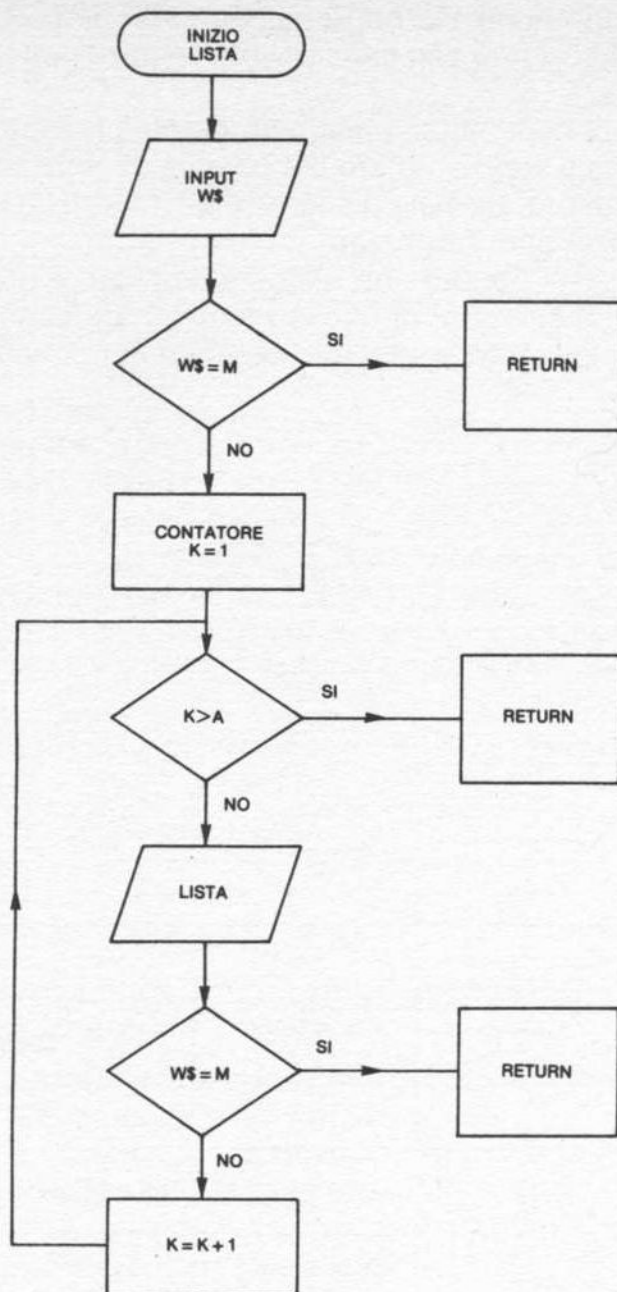 INIZIO
LISTA
INPUT
W$
W$ = M
SI
RETURN
NO
CONTATORE
K = 1
K > A
SI
RETURN
NO
LISTA
W$ = M
SI
RETURN
NO
K = K + 1